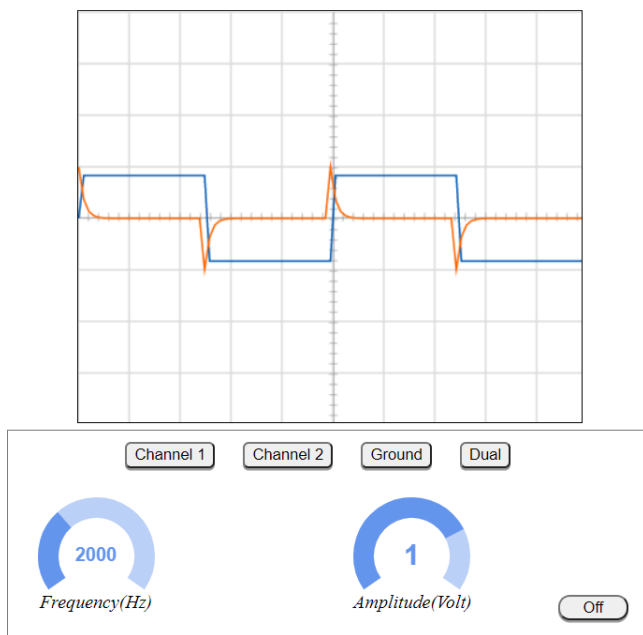 Channel 1 Channel 2 Ground Dual
2000 1
Frequency(Hz) Amplitude(Volt)
Off